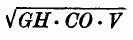 √GH · CO · V